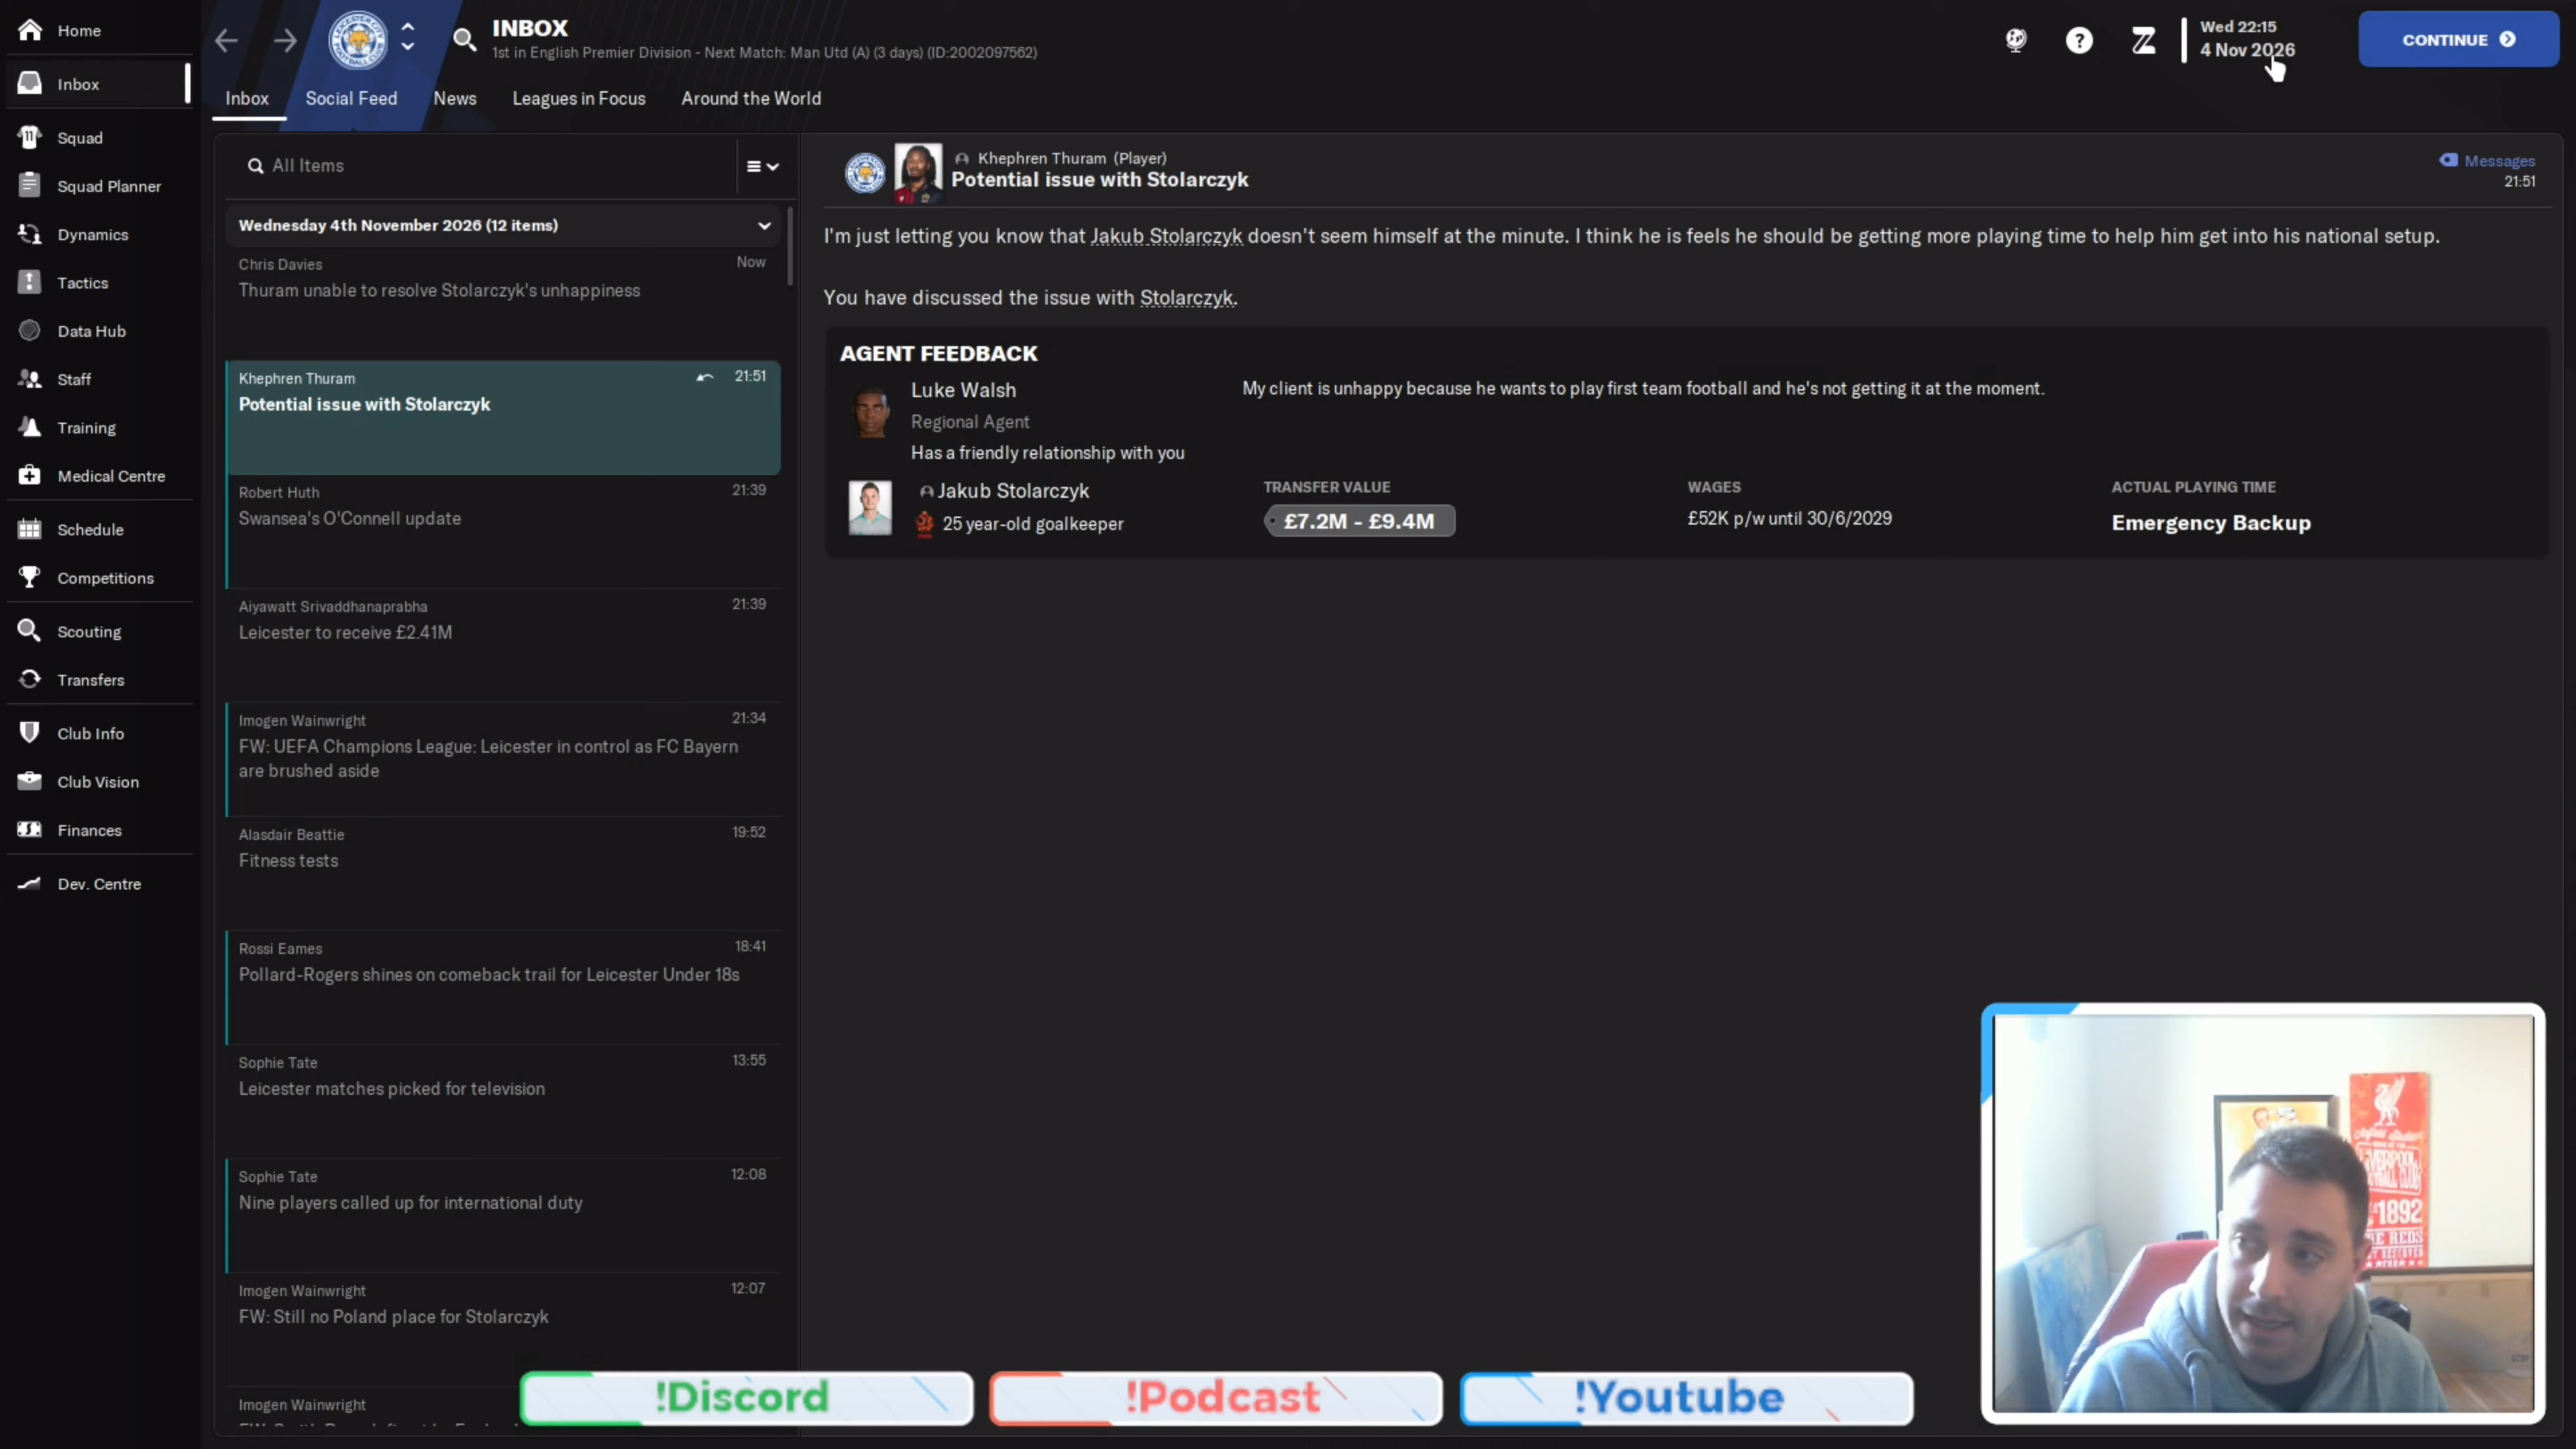 Home
Inbox
Squad
Squad Planner
Dynamics
Tactics
Data Hub
Staff
Training
Medical Centre
Schedule
Competitions
Scouting
Transfers
Club Info
Club Vision
Finances
Dev. Centre
INBOX
1st in English Premier Division - Next Match: Man Utd (A) (3 days) (ID:2002097562)
Wed 22:15
4 Nov 2026
CONTINUE
Inbox
Social Feed
News
Leagues in Focus
Around the World
All Items
Wednesday 4th November 2026 (12 items)
Chris Davies
Now
Thuram unable to resolve Stolarczyk's unhappiness
Khephren Thuram
21:51
Potential issue with Stolarczyk
Robert Huth
21:39
Swansea's O'Connell update
Aiyawatt Srivaddhanaprabha
21:39
Leicester to receive £2.41M
Imogen Wainwright
21:34
FW: UEFA Champions League: Leicester in control as FC Bayern
are brushed aside
Alasdair Beattie
19:52
Fitness tests
Rossi Eames
18:41
Pollard-Rogers shines on comeback trail for Leicester Under 18s
Sophie Tate
13:55
Leicester matches picked for television
Sophie Tate
12:08
Nine players called up for international duty
Imogen Wainwright
12:07
FW: Still no Poland place for Stolarczyk
Imogen Wainwright
Khephren Thuram (Player)
Potential issue with Stolarczyk
Messages
21:51
I'm just letting you know that Jakub Stolarczyk doesn't seem himself at the minute. I think he is feels he should be getting more playing time to help him get into his national setup.
You have discussed the issue with Stolarczyk.
AGENT FEEDBACK
Luke Walsh
Regional Agent
Has a friendly relationship with you
My client is unhappy because he wants to play first team football and he's not getting it at the moment.
Jakub Stolarczyk
25 year-old goalkeeper
TRANSFER VALUE
£7.2M - £9.4M
WAGES
£52K p/w until 30/6/2029
ACTUAL PLAYING TIME
Emergency Backup
1892
!Discord
!Podcast
!Youtube